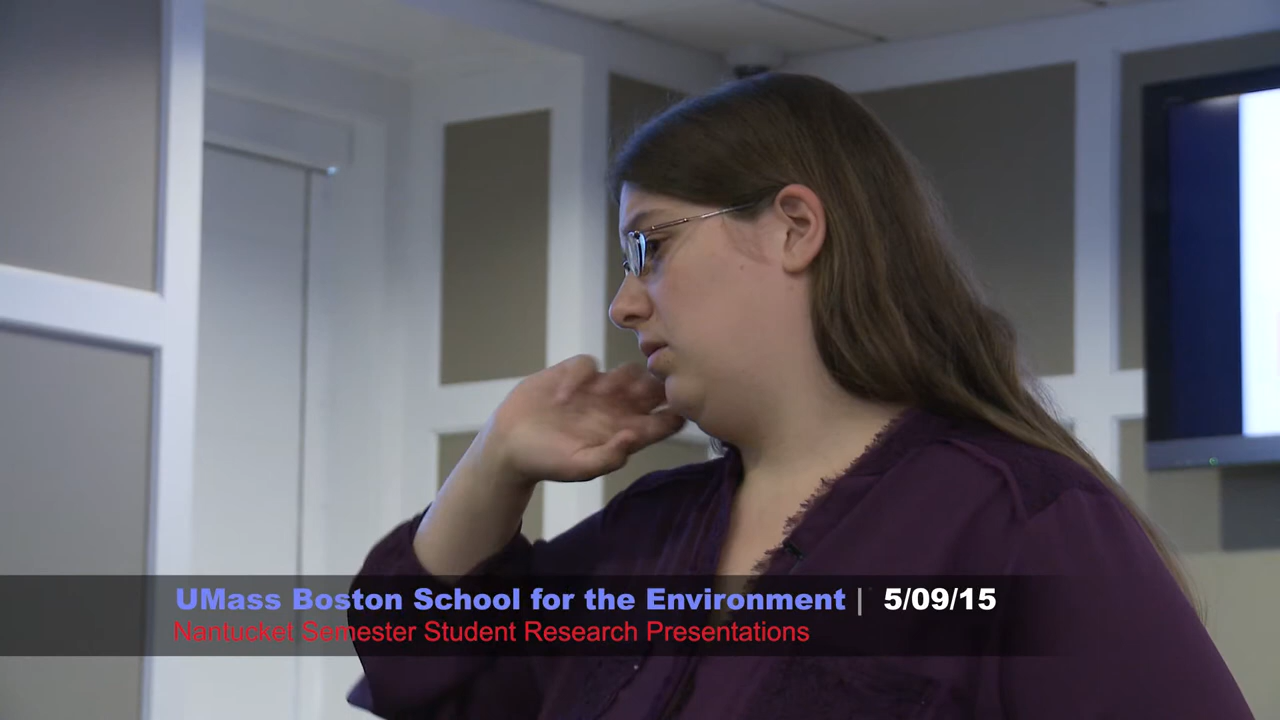 UMass Boston School for the Environment | 5/09/15
Nantucket Semester Student Research Presentations